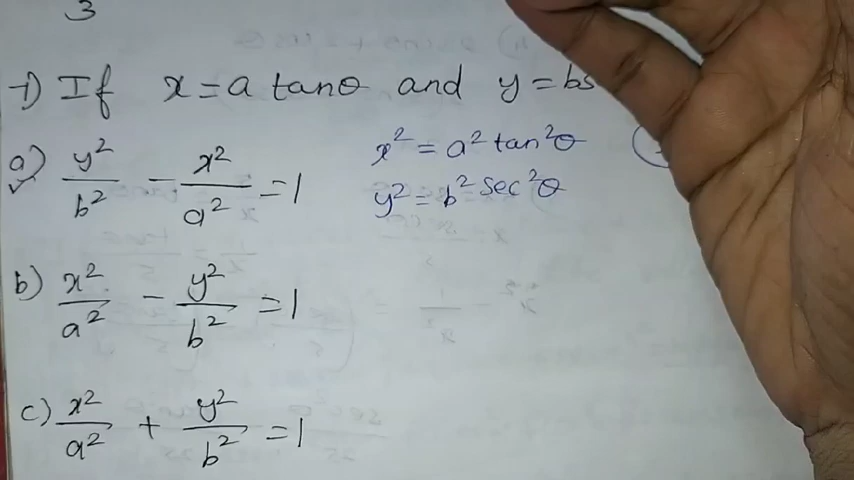 3
1) If x = a tanθ and y = bs
a) y²/b² - x²/a² = 1
x² = a² tan²θ
y² = b² sec²θ
b) x²/a² - y²/b² = 1
c) x²/a² + y²/b² = 1